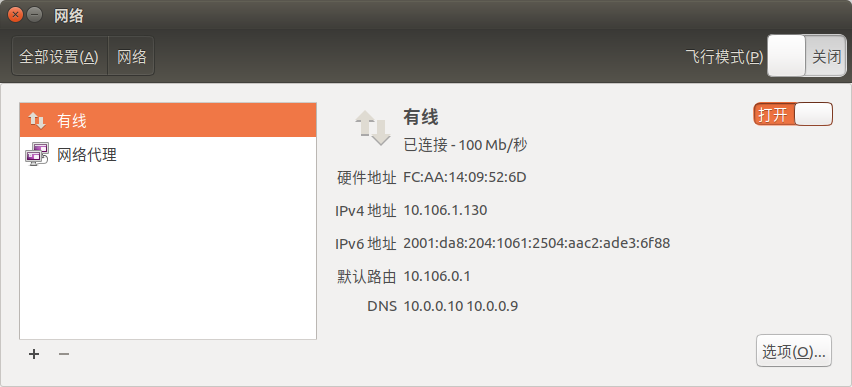 网络
全部设置(A) 网络 飞行模式(P) 关闭
有线
网络代理
有线 打开
已连接 - 100 Mb/秒
硬件地址 FC:AA:14:09:52:6D
IPv4 地址 10.106.1.130
IPv6 地址 2001:da8:204:1061:2504:aac2:ade3:6f88
默认路由 10.106.0.1
DNS 10.0.0.10 10.0.0.9
选项(O)...